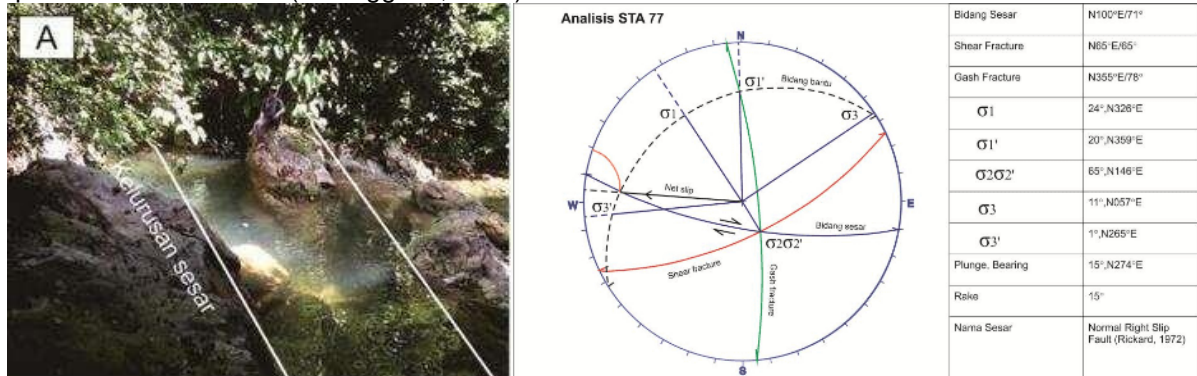 A
Kelurusan sesar
Analisis STA 77
N
σ1'
Bidang bantu
σ1
σ3
W
σ3'
Net slip
E
Bidang sesar
σ2σ2'
Shear fracture
Gash fracture
S
Bidang Sesar N100°E/71°
Shear Fracture N65°E/65°
Gash Fracture N355°E/78°
σ1 24°,N326°E
σ1' 20°,N359°E
σ2σ2' 65°,N146°E
σ3 11°,N057°E
σ3' 1°,N265°E
Plunge, Bearing 15°,N274°E
Rake 15°
Nama Sesar Normal Right Slip
Fault (Rickard, 1972)